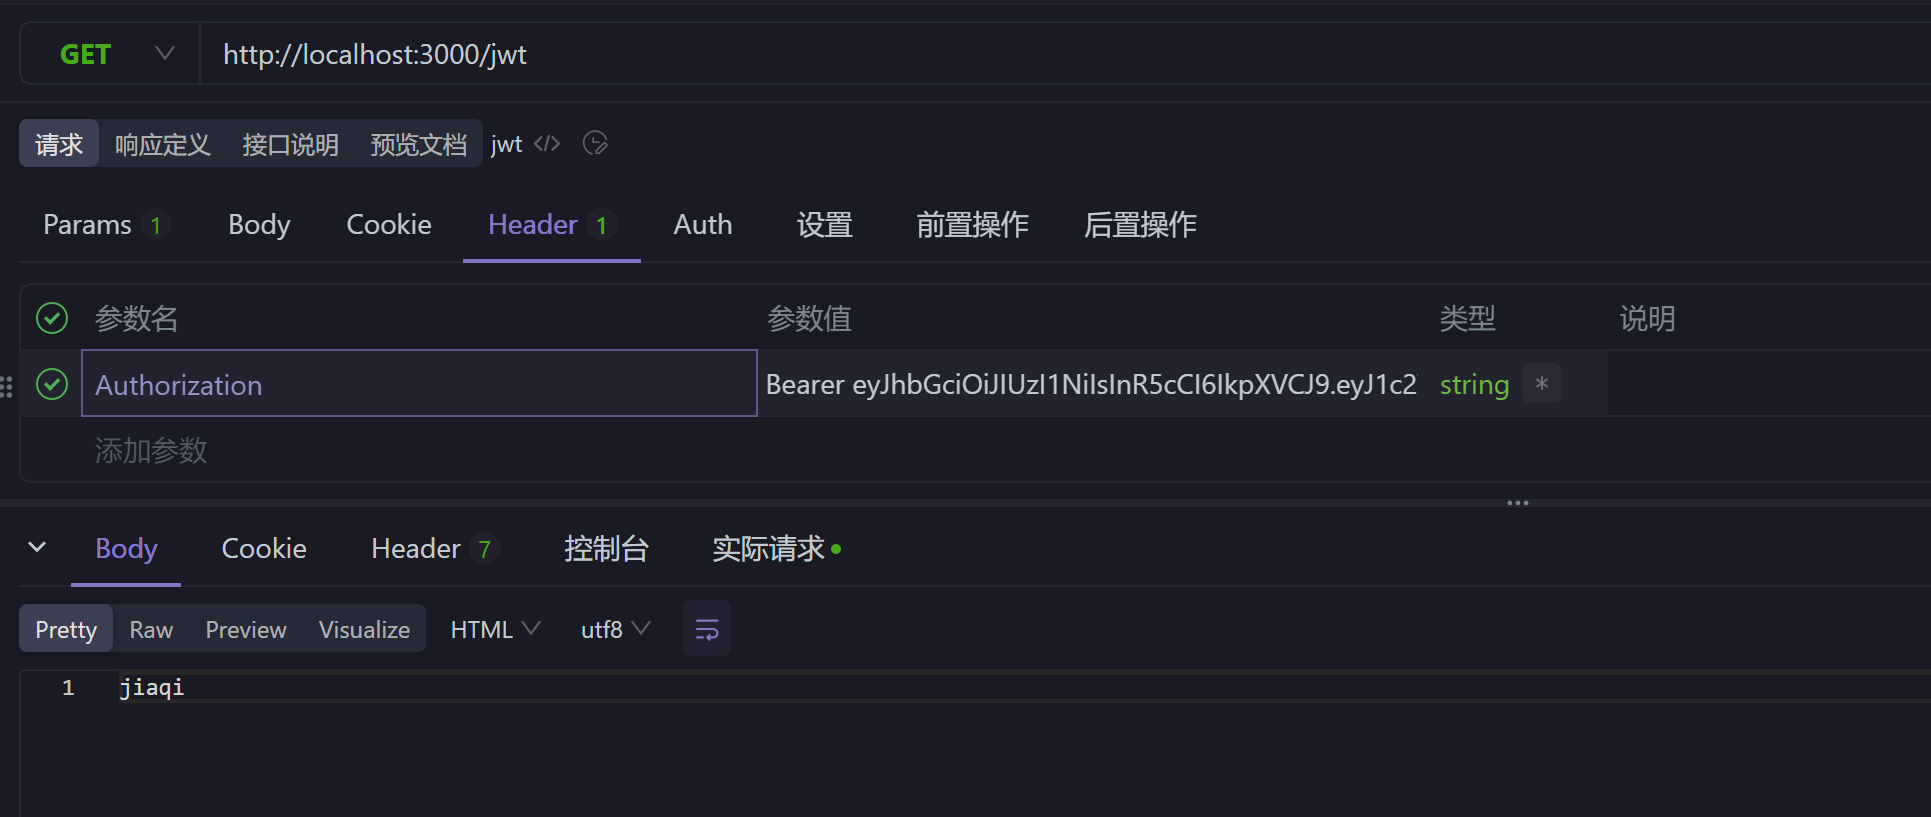 GET http://localhost:3000/jwt
请求 响应定义 接口说明 预览文档 jwt </>
Params 1 Body Cookie Header 1 Auth 设置 前置操作 后置操作
参数名 参数值 类型 说明
Authorization Bearer eyJhbGciOiJIUzI1NiIsInR5cCI6IkpXVCJ9.eyJ1c2 string *
添加参数
Body Cookie Header 7 控制台 实际请求
Pretty Raw Preview Visualize HTML utf8
1 jiaqi